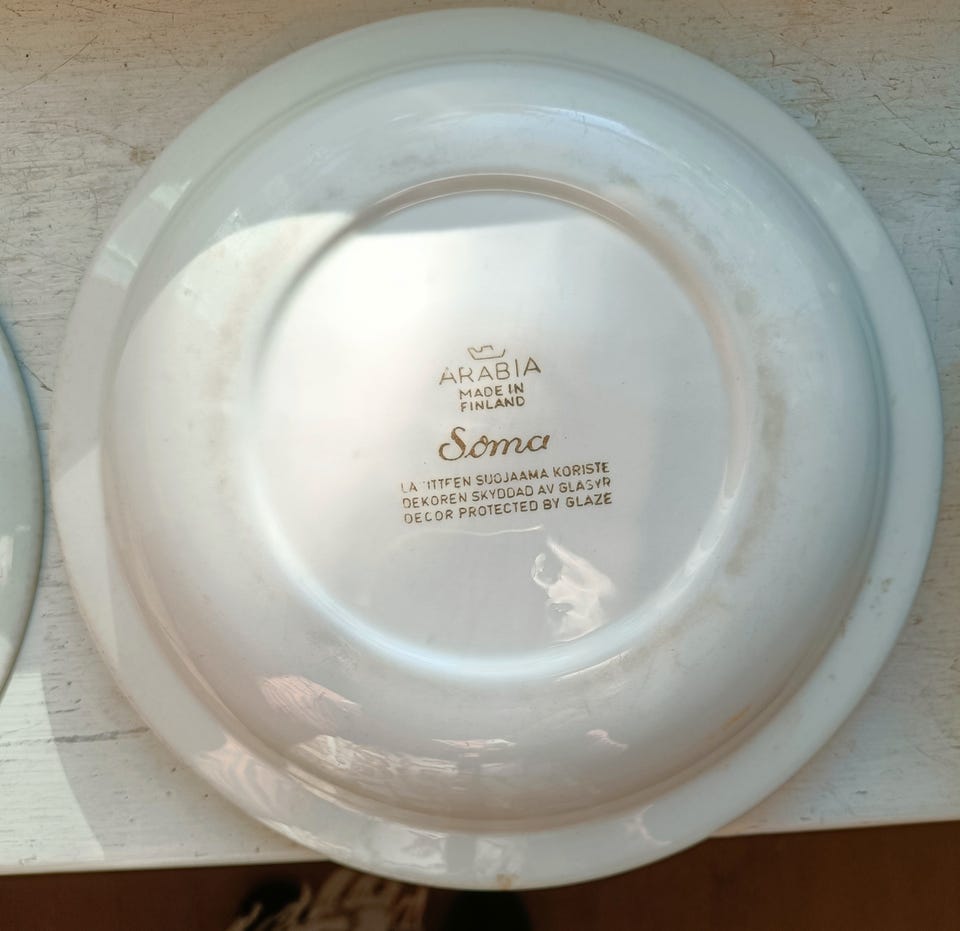 ARABIA
MADE IN
FINLAND
Soma
SUOJAAMA KORISTE
DEKOREN SKYDDAD AV GLASYR
DECOR PROTECTED BY GLAZE